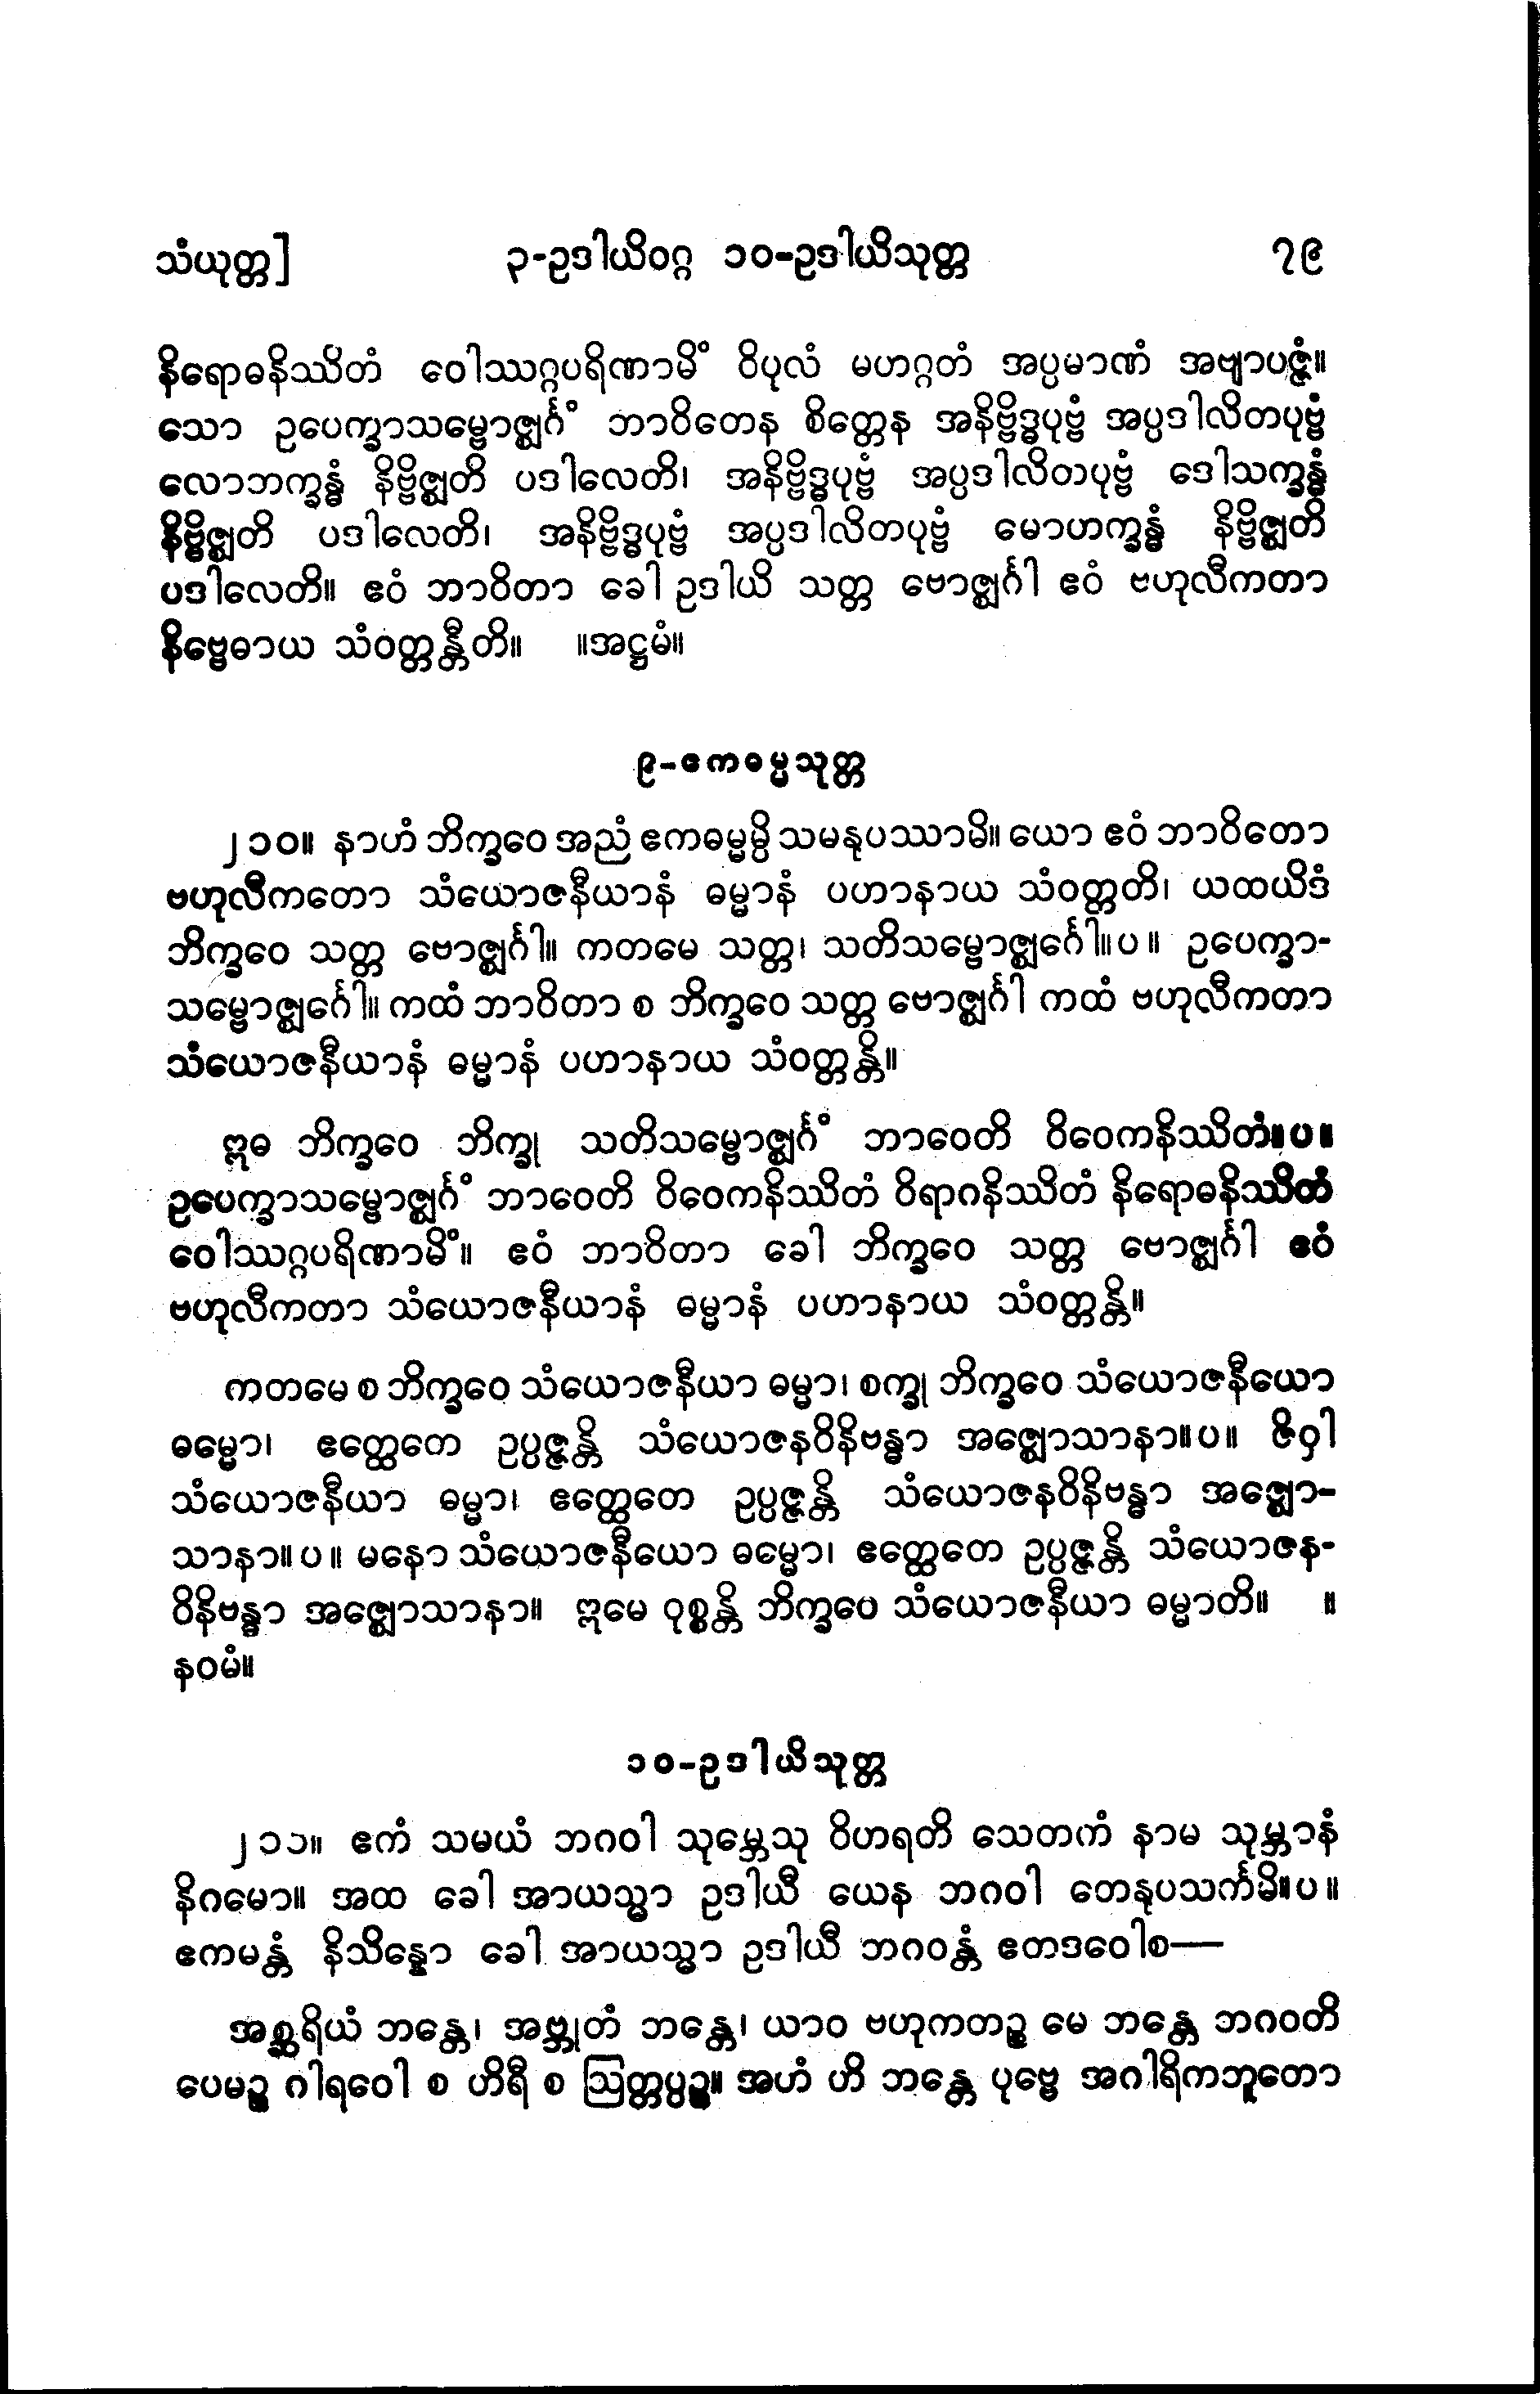 သံယုတ္တ] ၃-ဥဒါယိဝဂ္ဂ ၁၀-ဥဒါယိသုတ္တ ၇၉
နိရောဓနိဿိတံ ဝေါဿဂ္ဂပရိဏာမိံ ဝိပုလံ မဟဂ္ဂတံ အပ္ပမာဏံ အဗျာပဇ္ဇံ။
သော ဥပေက္ခာသမ္ဗောဇ္ဈင်္ဂံ ဘာဝိတေန စိတ္တေန အနိဗ္ဗိဒ္ဓပုဗ္ဗံ အပ္ပဒါလိတပုဗ္ဗံ
လောဘက္ခန္ဓံ နိဗ္ဗိဇ္ဈတိ ပဒါလေတိ၊ အနိဗ္ဗိဒ္ဓပုဗ္ဗံ အပ္ပဒါလိတပုဗ္ဗံ ဒေါသက္ခန္ဓံ
နိဗ္ဗိဇ္ဈတိ ပဒါလေတိ၊ အနိဗ္ဗိဒ္ဓပုဗ္ဗံ အပ္ပဒါလိတပုဗ္ဗံ မောဟက္ခန္ဓံ နိဗ္ဗိဇ္ဈတိ
ပဒါလေတိ။ ဧဝံ ဘာဝိတာ ခေါ ဥဒါယိ သတ္တ ဗောဇ္ဈင်္ဂါ ဧဝံ ဗဟုလီကတာ
နိဗ္ဗေဓာယ သံဝတ္တန္တီတိ။ ။အဋ္ဌမံ။
၉-ဧကဓမ္မသုတ္တ
၂၁၀။ နာဟံ ဘိက္ခဝေ အညံ ဧကဓမ္မမ္ပိ သမနုပဿာမိ။ ယော ဧဝံ ဘာဝိတော
ဗဟုလီကတော သံယောဇနီယာနံ ဓမ္မာနံ ပဟာနာယ သံဝတ္တတိ၊ ယထယိဒံ
ဘိက္ခဝေ သတ္တ ဗောဇ္ဈင်္ဂါ။ ကတမေ သတ္တ၊ သတိသမ္ဗောဇ္ဈင်္ဂေါ။ပ။ ဥပေက္ခာ-
သမ္ဗောဇ္ဈင်္ဂေါ။ ကထံ ဘာဝိတာ စ ဘိက္ခဝေ သတ္တ ဗောဇ္ဈင်္ဂါ ကထံ ဗဟုလီကတာ
သံယောဇနီယာနံ ဓမ္မာနံ ပဟာနာယ သံဝတ္တန္တိ။
ဣဓ ဘိက္ခဝေ ဘိက္ခု သတိသမ္ဗောဇ္ဈင်္ဂံ ဘာဝေတိ ဝိဝေကနိဿိတံ။ပ။
ဥပေက္ခာသမ္ဗောဇ္ဈင်္ဂံ ဘာဝေတိ ဝိဝေကနိဿိတံ ဝိရာဂနိဿိတံ နိရောဓနိဿိတံ
ဝေါဿဂ္ဂပရိဏာမိံ။ ဧဝံ ဘာဝိတာ ခေါ ဘိက္ခဝေ သတ္တ ဗောဇ္ဈင်္ဂါ ဧဝံ
ဗဟုလီကတာ သံယောဇနီယာနံ ဓမ္မာနံ ပဟာနာယ သံဝတ္တန္တိ။
ကတမေ စ ဘိက္ခဝေ သံယောဇနီယာ ဓမ္မာ၊ စက္ခု ဘိက္ခဝေ သံယောဇနီယော
ဓမ္မော၊ ဧတ္ထေတေ ဥပ္ပဇ္ဇန္တိ သံယောဇနဝိနိဗန္ဓာ အဇ္ဈောသာနာ။ပ။ ဇိဝှါ
သံယောဇနီယာ ဓမ္မာ၊ ဧတ္ထေတေ ဥပ္ပဇ္ဇန္တိ သံယောဇနဝိနိဗန္ဓာ အဇ္ဈော-
သာနာ။ပ။ မနော သံယောဇနီယော ဓမ္မော၊ ဧတ္ထေတေ ဥပ္ပဇ္ဇန္တိ သံယောဇန-
ဝိနိဗန္ဓာ အဇ္ဈောသာနာ။ ဣမေ ဝုစ္စန္တိ ဘိက္ခဝေ သံယောဇနီယာ ဓမ္မာတိ။ ။
နဝမံ။
၁၀-ဥဒါယိသုတ္တ
၂၁၁။ ဧကံ သမယံ ဘဂဝါ သုမ္ဘေသု ဝိဟရတိ သေတကံ နာမ သုမ္ဘာနံ
နိဂမော။ အထ ခေါ အာယသ္မာ ဥဒါယီ ယေန ဘဂဝါ တေနုပသင်္ကမိ။ပ။
ဧကမန္တံ နိသိန္နော ခေါ အာယသ္မာ ဥဒါယီ ဘဂဝန္တံ ဧတဒဝေါစ—
အစ္ဆရိယံ ဘန္တေ၊ အဗ္ဘုတံ ဘန္တေ၊ ယာဝ ဗဟုကတဉ္စ မေ ဘန္တေ ဘဂဝတိ
ပေမဉ္စ ဂါရဝေါ စ ဟိရီ စ ဩတ္တပ္ပဉ္စ။ အဟံ ဟိ ဘန္တေ ပုဗ္ဗေ အဂါရိကဘူတော